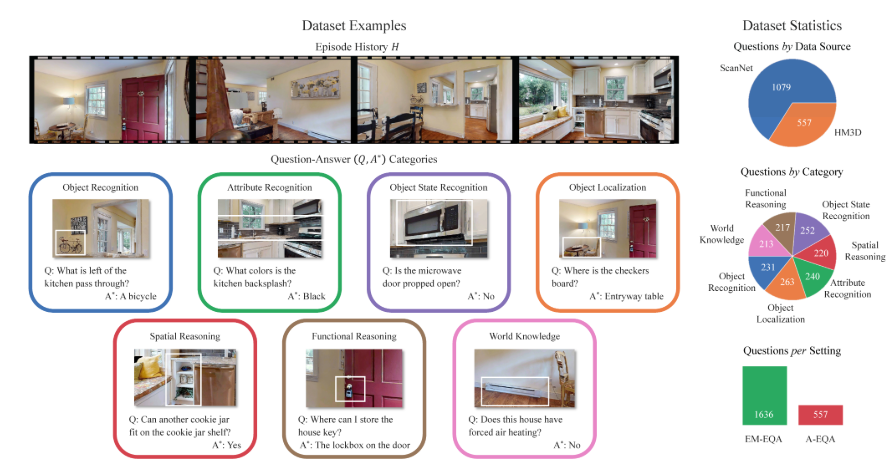 Dataset Examples
Episode History H
Question-Answer (Q, A*) Categories
Object Recognition
Q: What is left of the
kitchen pass through?
A*: A bicycle
Attribute Recognition
Q: What colors is the
kitchen backsplash?
A*: Black
Object State Recognition
Q: Is the microwave
door propped open?
A*: No
Object Localization
Q: Where is the checkers
board?
A*: Entryway table
Spatial Reasoning
Q: Can another cookie jar
fit on the cookie jar shelf?
A*: Yes
Functional Reasoning
Q: Where can I store the
house key?
A*: The lockbox on the door
World Knowledge
Q: Does this house have
forced air heating?
A*: No
Dataset Statistics
Questions by Data Source
ScanNet
1079
557
HM3D
Questions by Category
Functional
Reasoning
217
Object State
Recognition
252
World
Knowledge
213
Spatial
Reasoning
220
Object
Recognition
231
Attribute
Recognition
240
Object
Localization
263
Questions per Setting
1636
557
EM-EQA
A-EQA